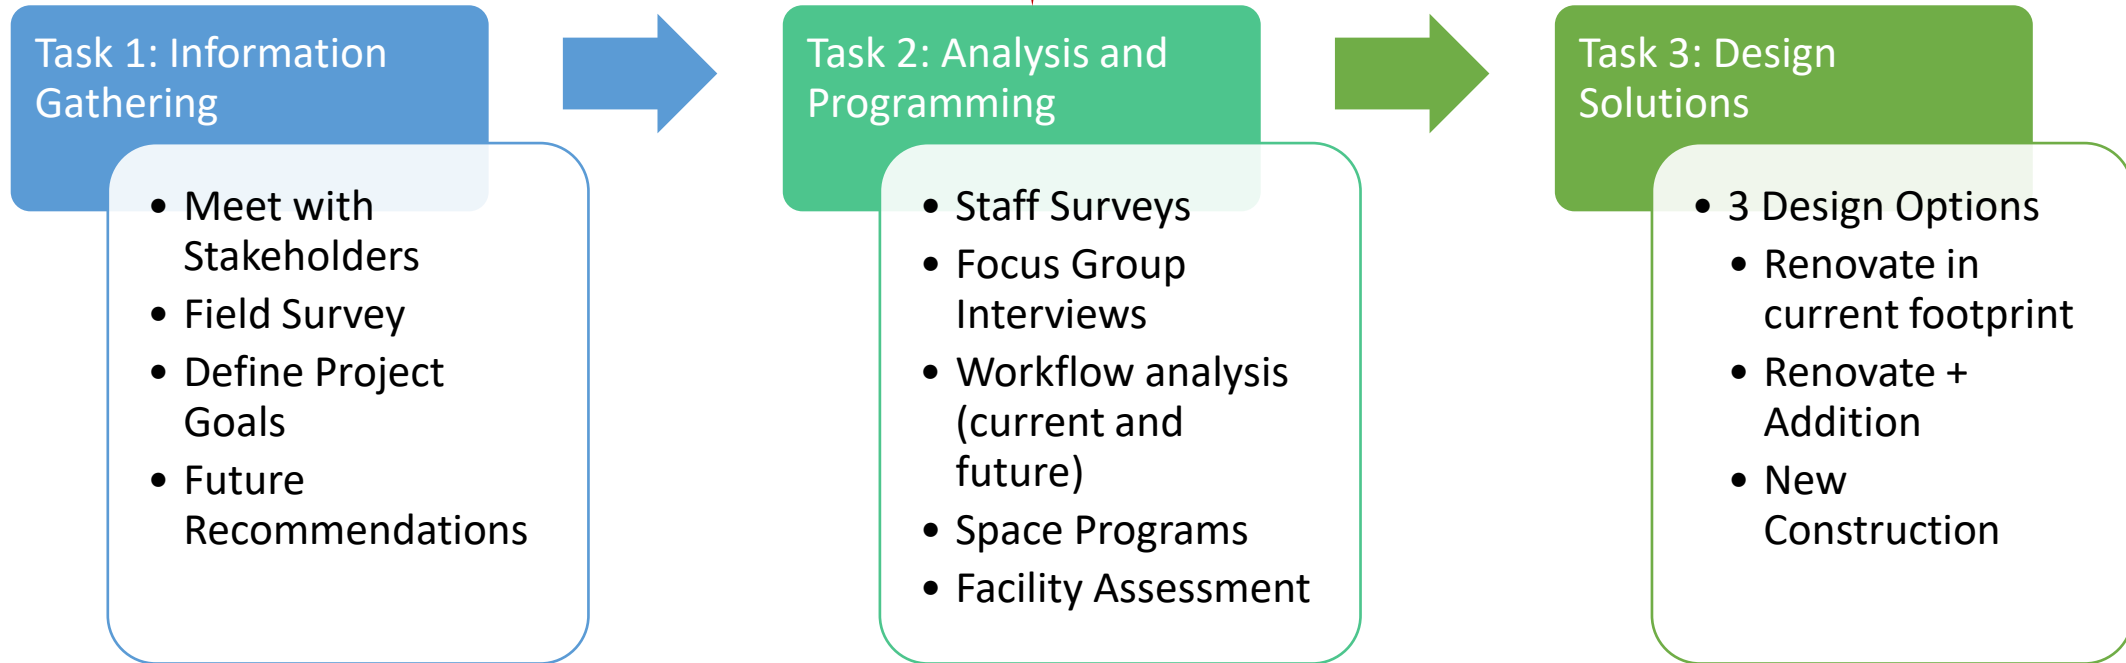 Task 1: Information
Gathering
• Meet with
Stakeholders
• Field Survey
• Define Project
Goals
• Future
Recommendations
Task 2: Analysis and
Programming
• Staff Surveys
• Focus Group
Interviews
• Workflow analysis
(current and
future)
• Space Programs
• Facility Assessment
Task 3: Design
Solutions
• 3 Design Options
• Renovate in
current footprint
• Renovate +
Addition
• New
Construction